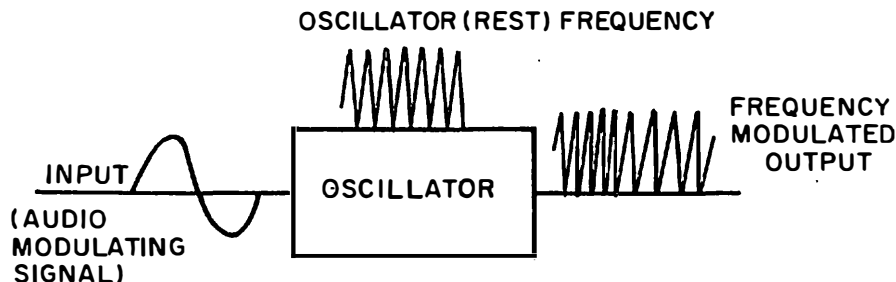 OSCILLATOR (REST) FREQUENCY
FREQUENCY
MODULATED
OUTPUT
INPUT
OSCILLATOR
(AUDIO
MODULATING
SIGNAL)